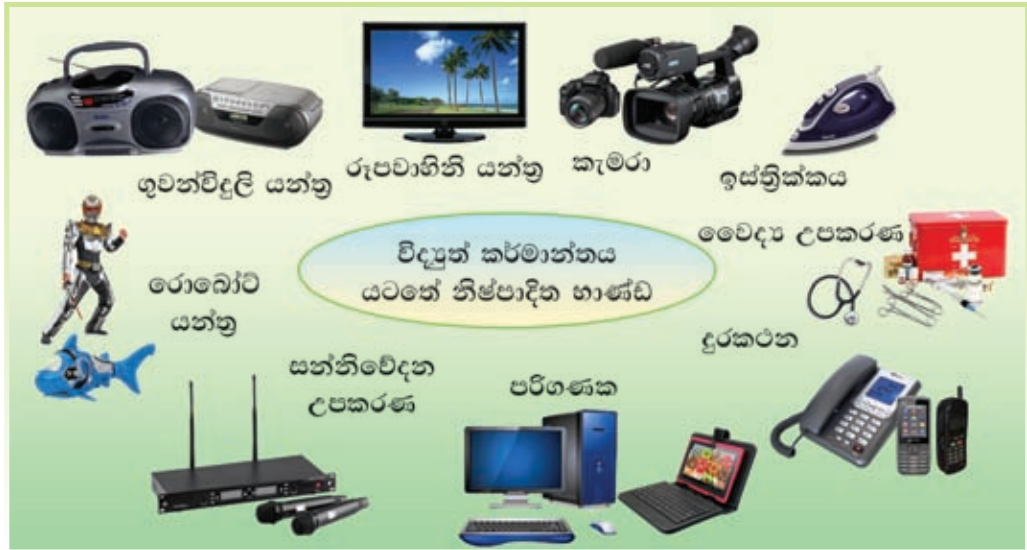 ගුවන්විදුලි යන්ත්‍ර
රූපවාහිනි යන්ත්‍ර
කැමරා
ඉස්ත්‍රික්කය
වෛද්‍ය උපකරණ
විද්‍යුත් කර්මාන්තය
යටතේ නිෂ්පාදිත භාණ්ඩ
රොබෝට්
යන්ත්‍ර
දුරකථන
සන්නිවේදන
උපකරණ
පරිගණක